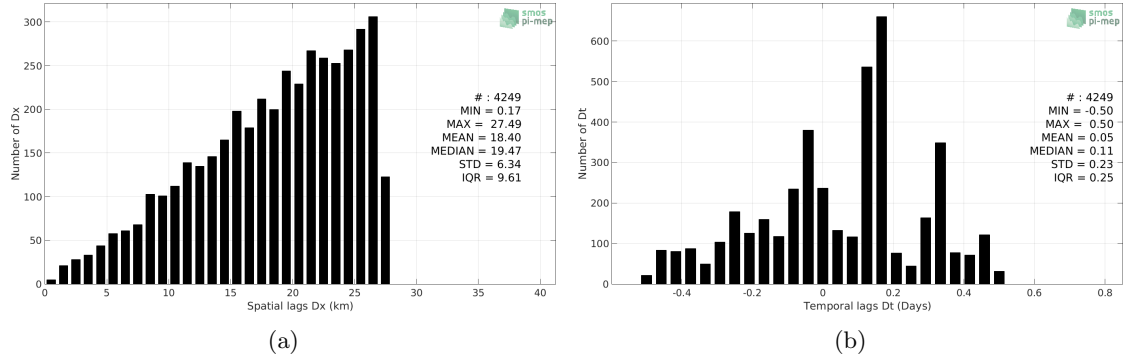 smos
pi-mep
300
250
200
150
100
50
0
Number of Dx
# : 4249
MIN = 0.17
MAX =  27.49
MEAN = 18.40
MEDIAN = 19.47
STD = 6.34
IQR = 9.61
0 5 10 15 20 25 30 35 40
Spatial lags Dx (km)
(a)
smos
pi-mep
600
500
400
300
200
100
0
Number of Dt
# : 4249
MIN = -0.50
MAX =  0.50
MEAN = 0.05
MEDIAN = 0.11
STD = 0.23
IQR = 0.25
-0.4 -0.2 0 0.2 0.4 0.6 0.8
Temporal lags Dt (Days)
(b)